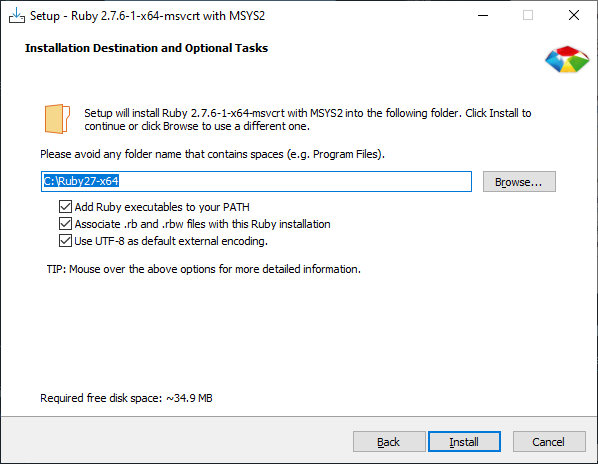 Setup - Ruby 2.7.6-1-x64-msvcrt with MSYS2
Installation Destination and Optional Tasks
Setup will install Ruby 2.7.6-1-x64-msvcrt with MSYS2 into the following folder. Click Install to
continue or click Browse to use a different one.
Please avoid any folder name that contains spaces (e.g. Program Files).
C:\Ruby27-x64
Browse...
Add Ruby executables to your PATH
Associate .rb and .rbw files with this Ruby installation
Use UTF-8 as default external encoding.
TIP: Mouse over the above options for more detailed information.
Required free disk space: ~34.9 MB
Back Install Cancel